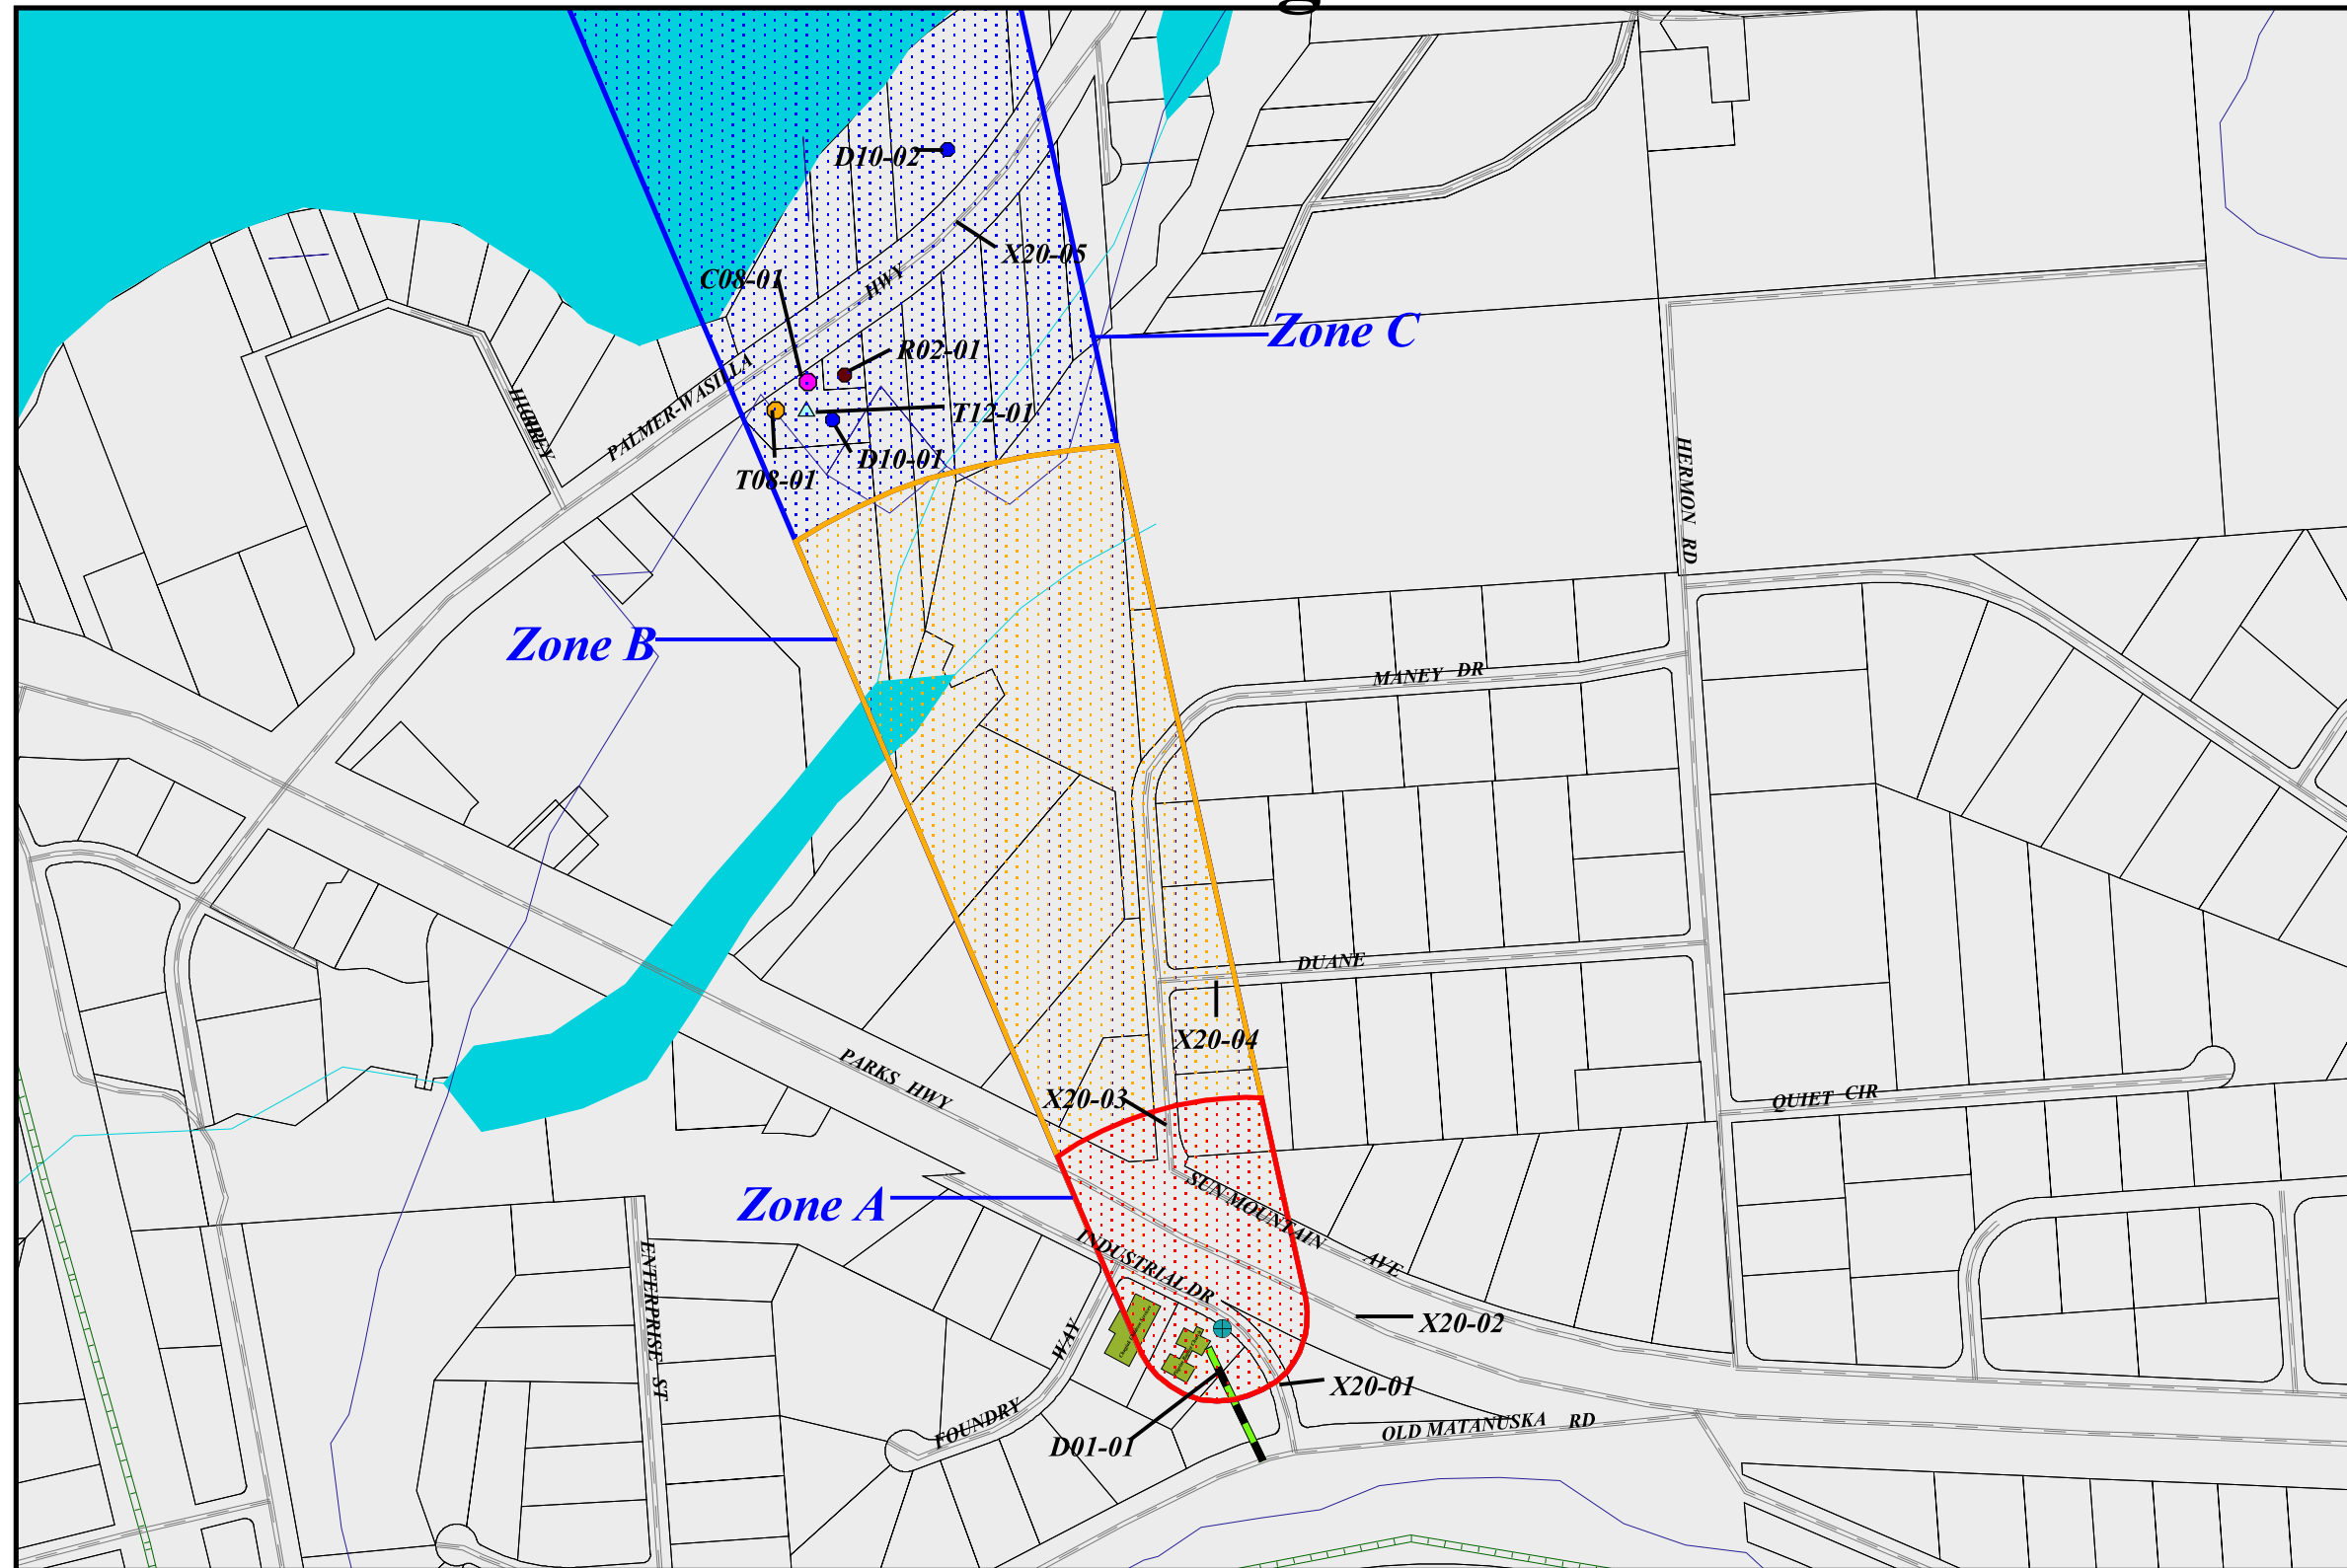 g
D10-02
X20-05
C08-01
HWY
Zone C
R02-01
PALMER-WASILLA
T12-01
D10-01
T08-01
HERMON RD
Zone B
MANEY DR
DUANE
X20-04
PARKS HWY
X20-03
QUIET CIR
Zone A
SUN MOUNTAIN AVE
INDUSTRIAL DR
ENTERPRISE ST
X20-02
WAY
X20-01
FOUNDRY
OLD MATANUSKA RD
D01-01